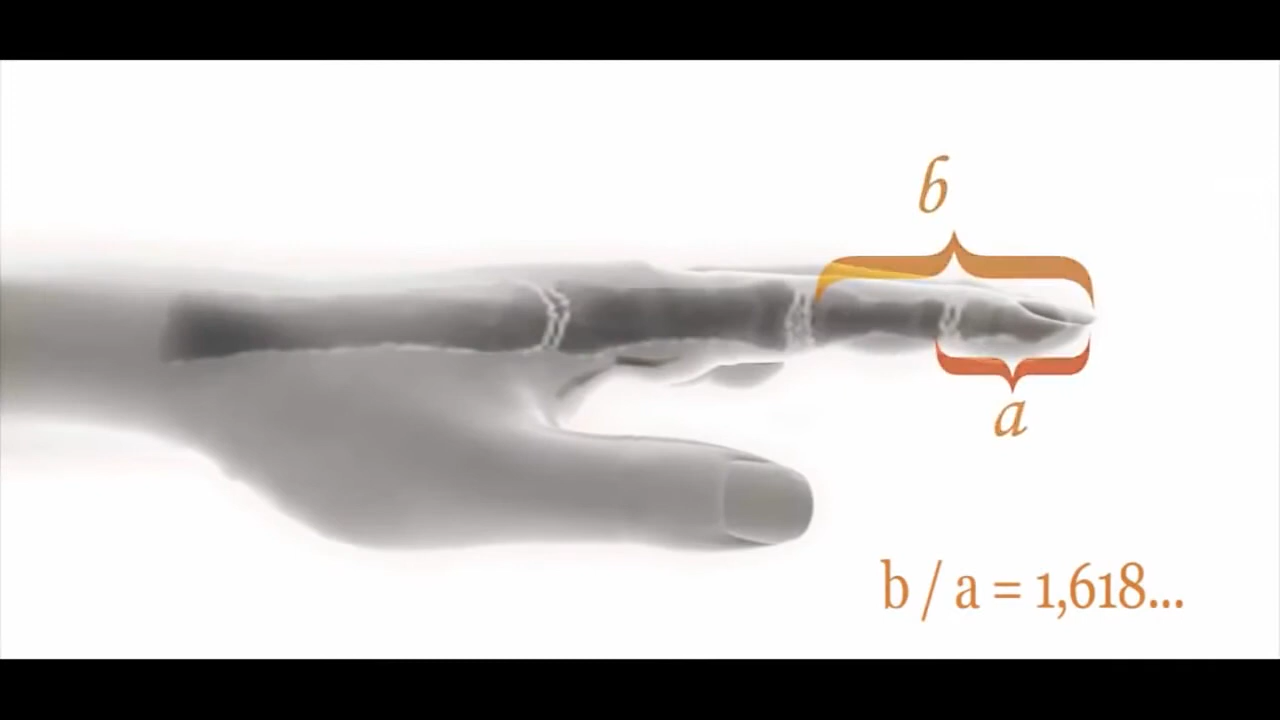 b
a
b / a = 1,618...